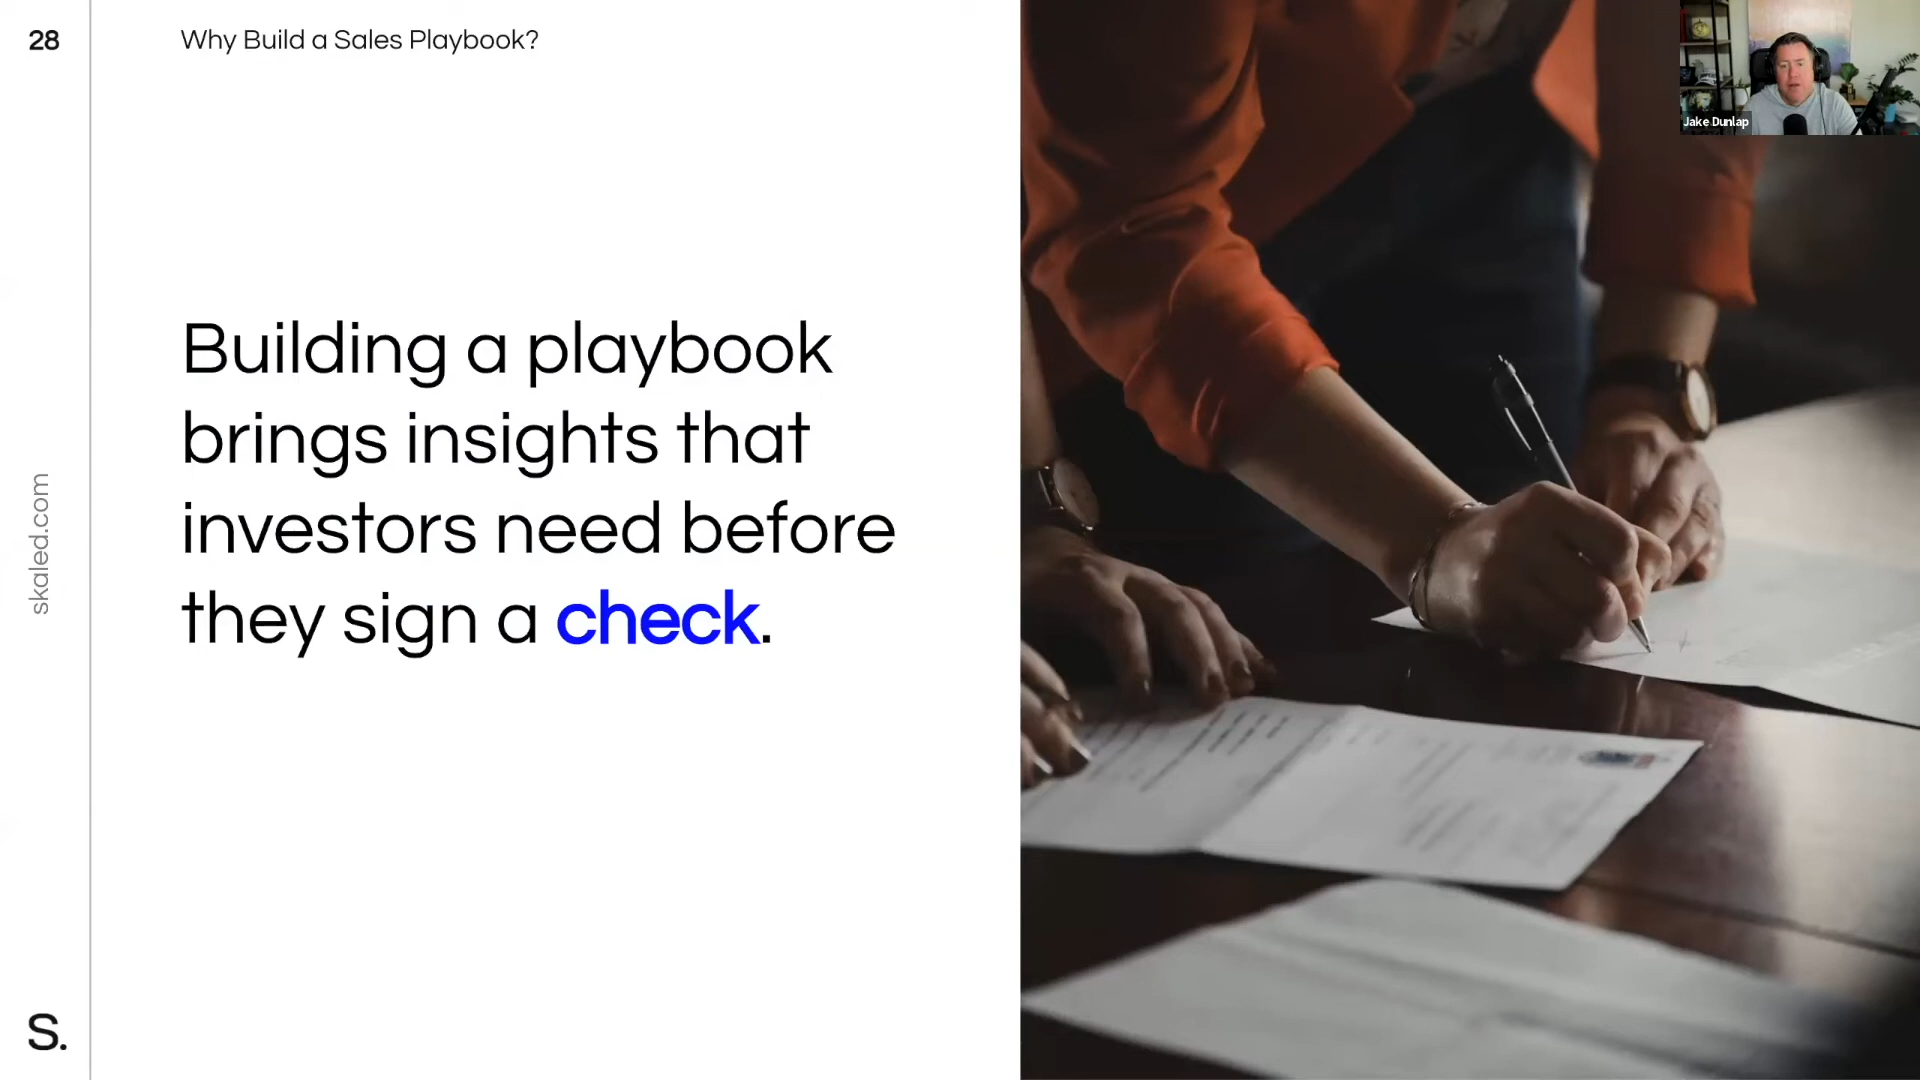 28
Why Build a Sales Playbook?
Jake Dunlap
Building a playbook
brings insights that
investors need before
they sign a check.
skaled.com
S.